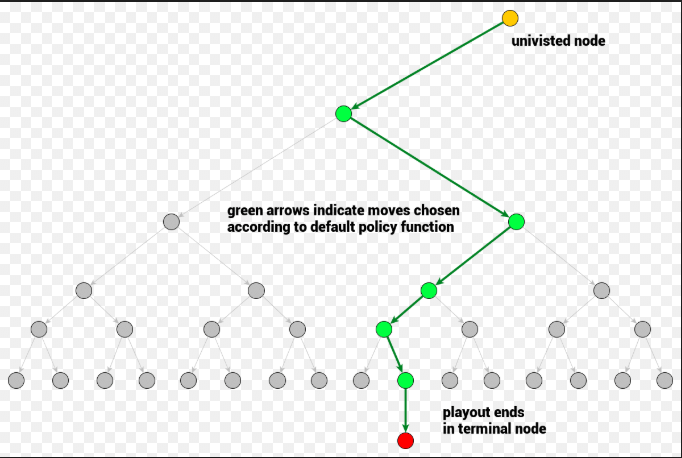 univisted node
green arrows indicate moves chosen
according to default policy function
playout ends
in terminal node